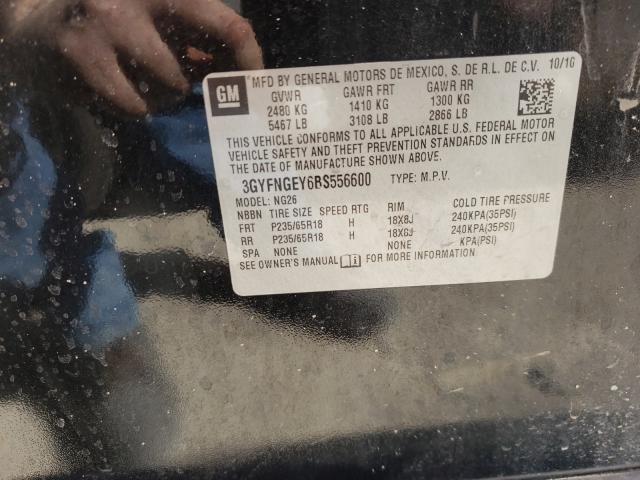 GM MFD BY GENERAL MOTORS DE MEXICO, S. DE R.L. DE C.V. 10/10
GVWR GAWR FRT GAWR RR
2480 KG 1410 KG 1300 KG
5467 LB 3108 LB 2866 LB
THIS VEHICLE CONFORMS TO ALL APPLICABLE U.S. FEDERAL MOTOR
VEHICLE SAFETY AND THEFT PREVENTION STANDARDS IN EFFECT ON
THE DATE OF MANUFACTURE SHOWN ABOVE.
3GYFNGEY6BS556600 TYPE: M.P.V.
MODEL: NG26
NBBN TIRE SIZE SPEED RTG RIM COLD TIRE PRESSURE
FRT P235/65R18 H 18X8J 240KPA(35PSI)
RR P235/65R18 H 18X8J 240KPA(35PSI)
SPA NONE NONE KPA(PSI)
SEE OWNER'S MANUAL FOR MORE INFORMATION